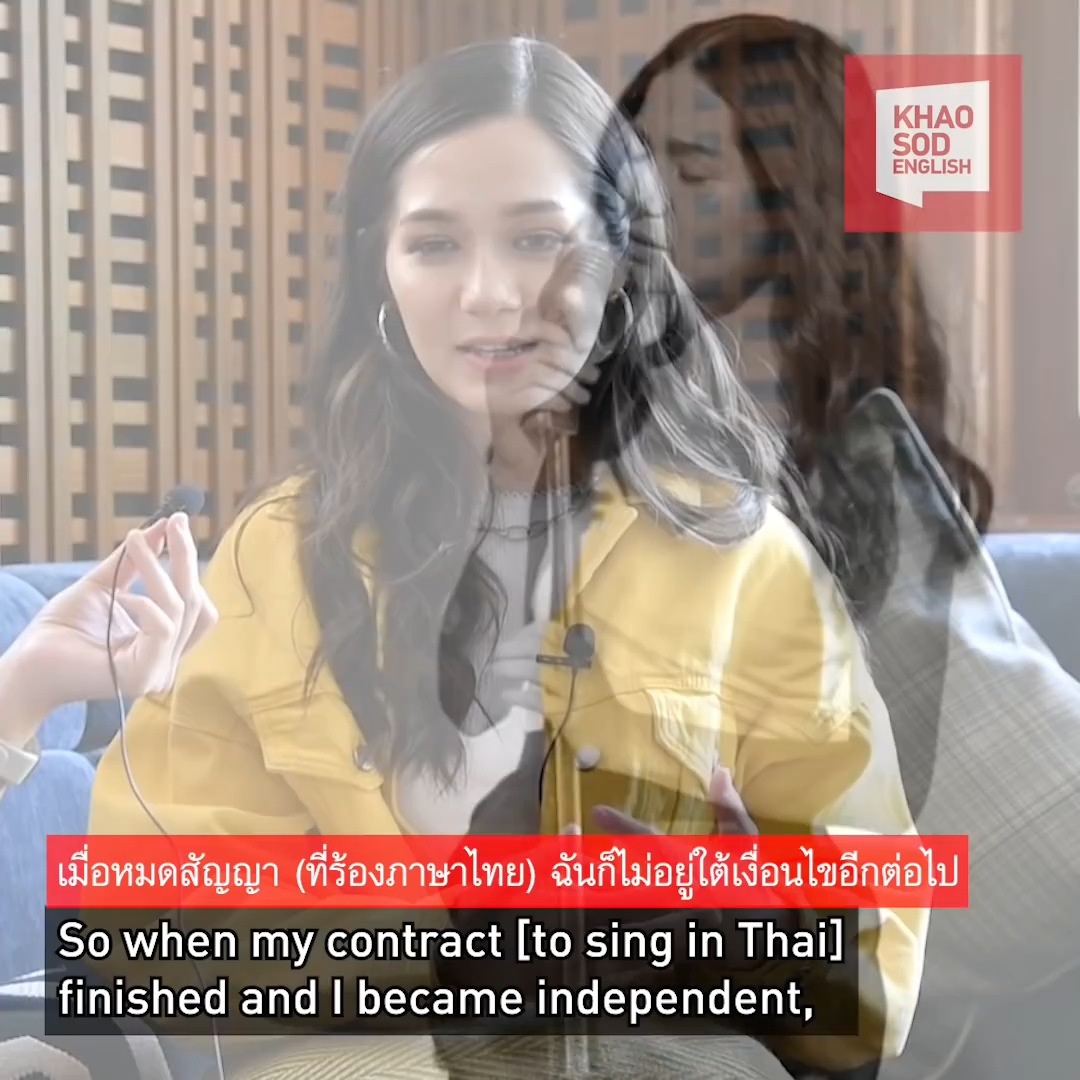 KHAO
SOD
ENGLISH
เมื่อหมดสัญญา (ที่ร้องภาษาไทย) ฉันก็ไม่อยู่ใต้เงื่อนไขอีกต่อไป
So when my contract [to sing in Thai]
finished and I became independent,